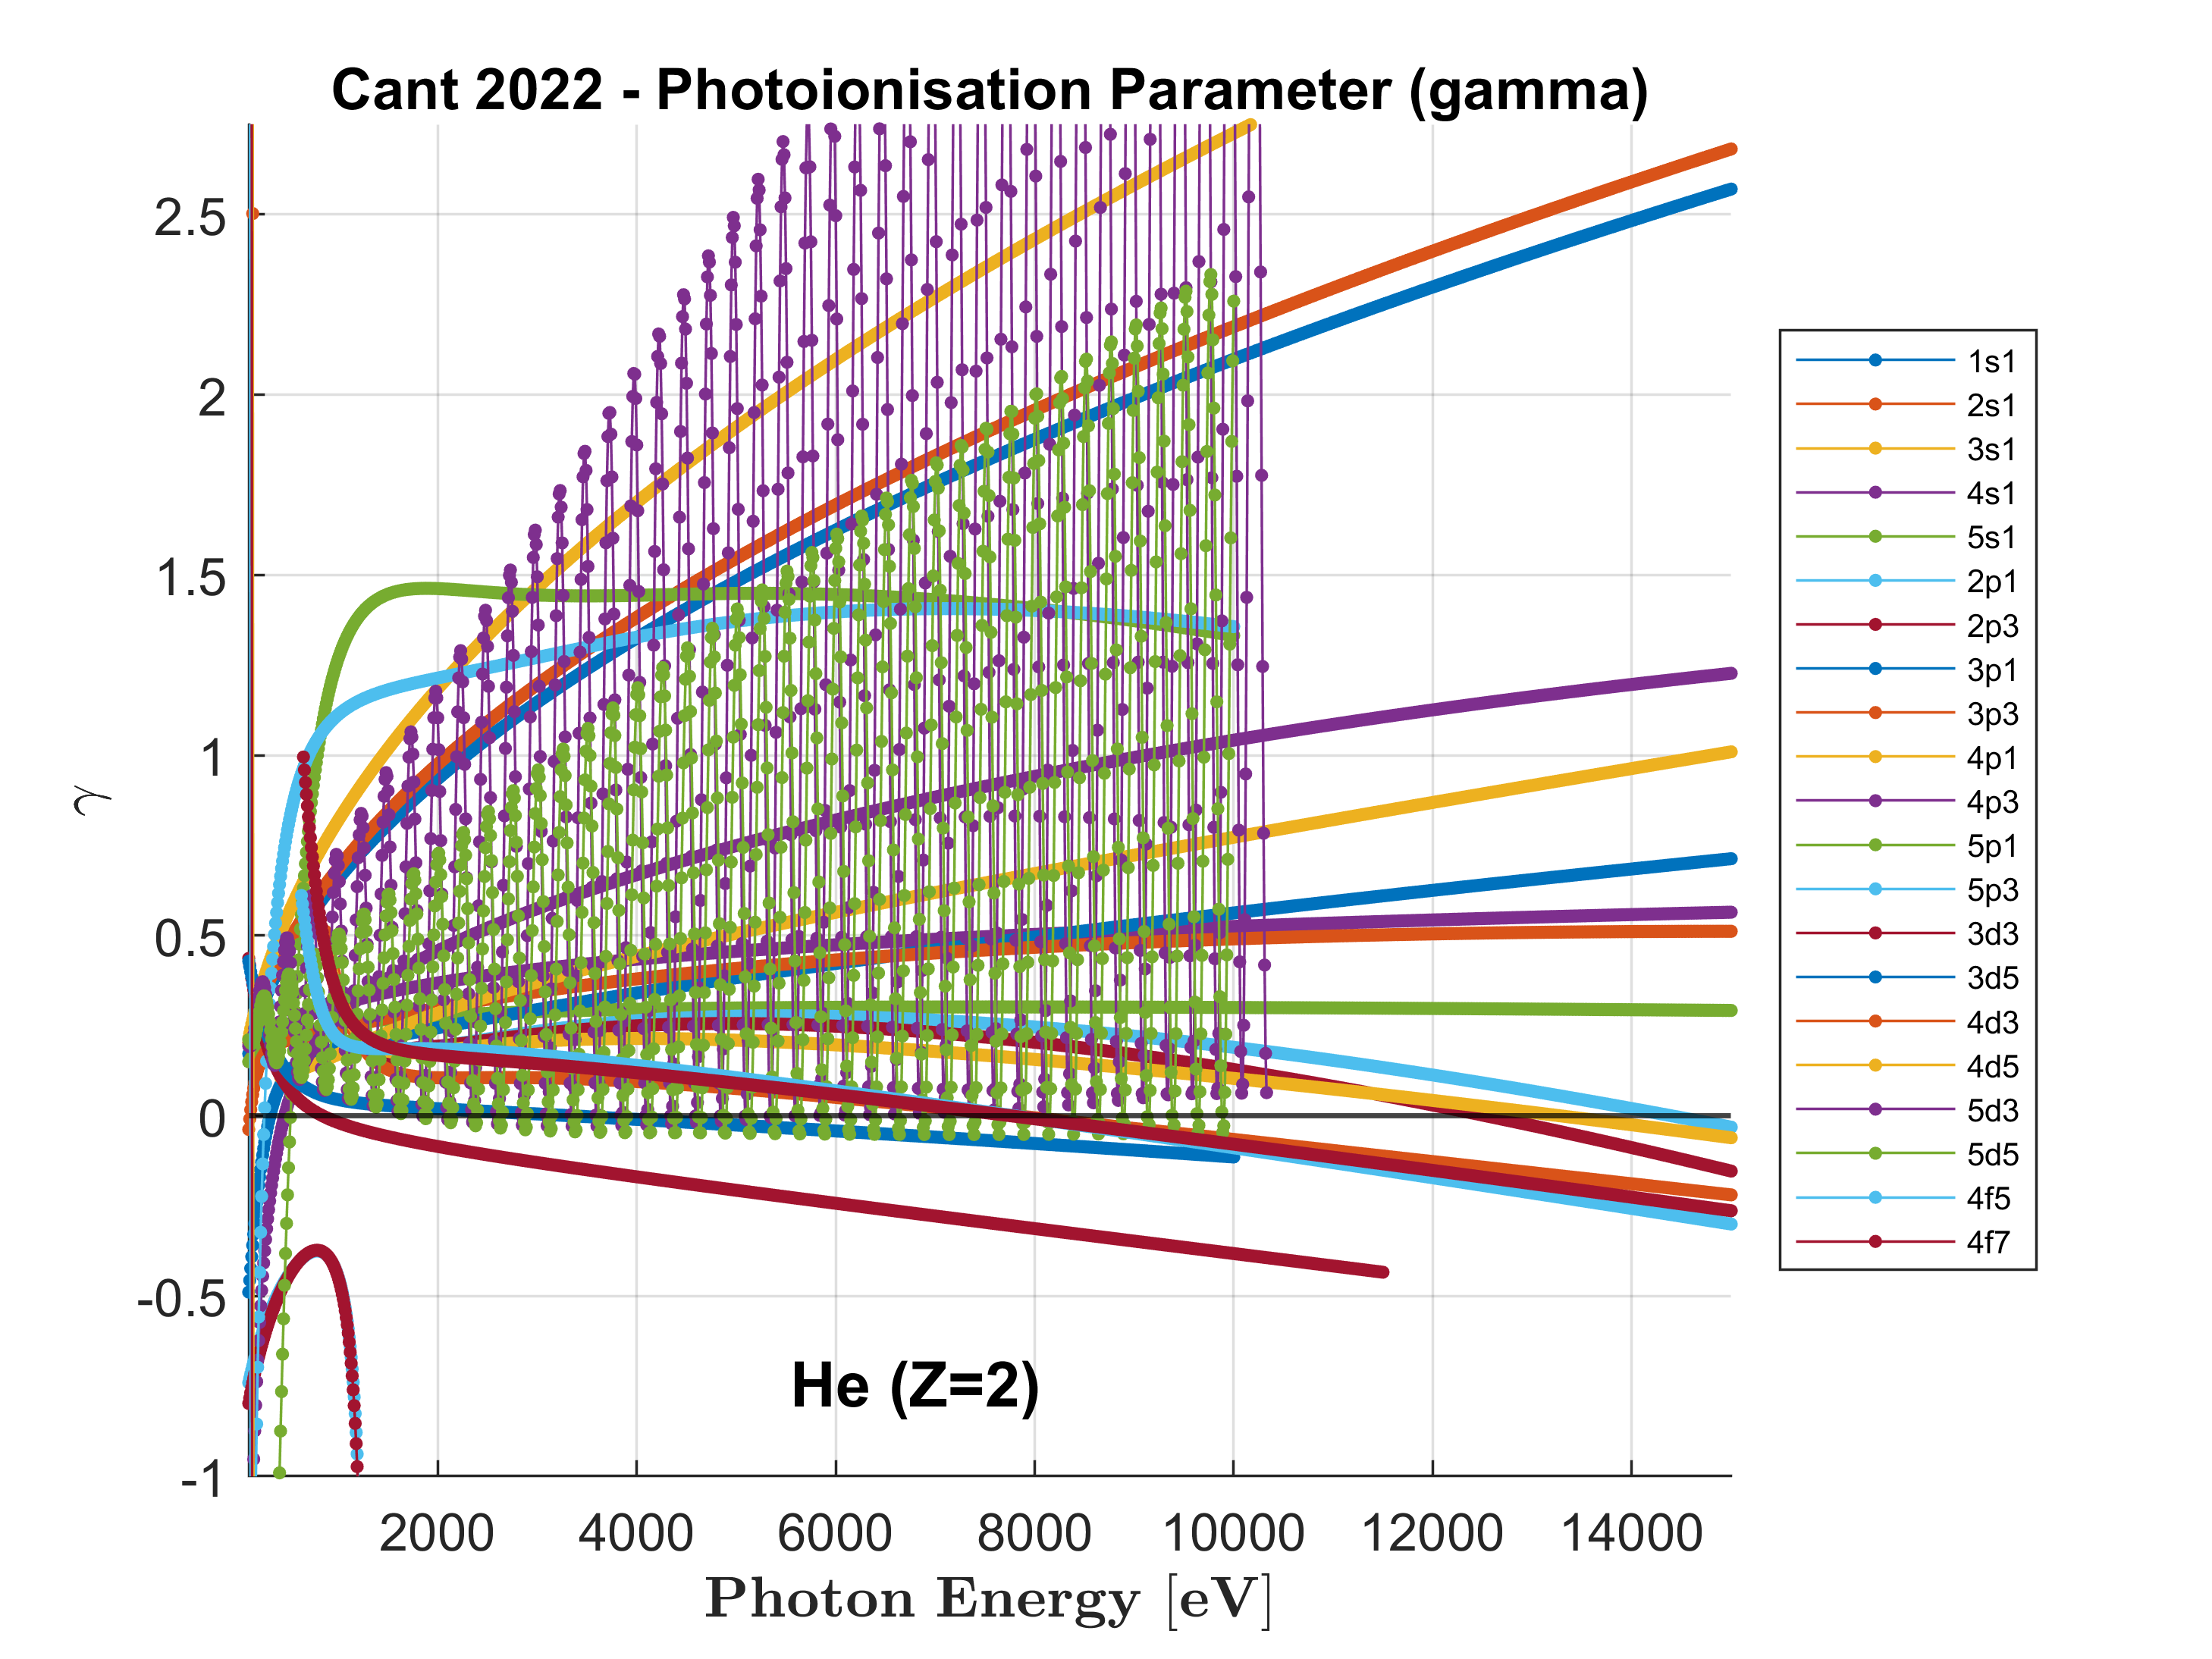 Cant 2022 - Photoionisation Parameter (gamma)
2.5
2
1.5
1
0.5
0
-0.5
-1
γ
2000 4000 6000 8000 10000 12000 14000
Photon Energy [eV]
He (Z=2)
1s1
2s1
3s1
4s1
5s1
2p1
2p3
3p1
3p3
4p1
4p3
5p1
5p3
3d3
3d5
4d3
4d5
5d3
5d5
4f5
4f7